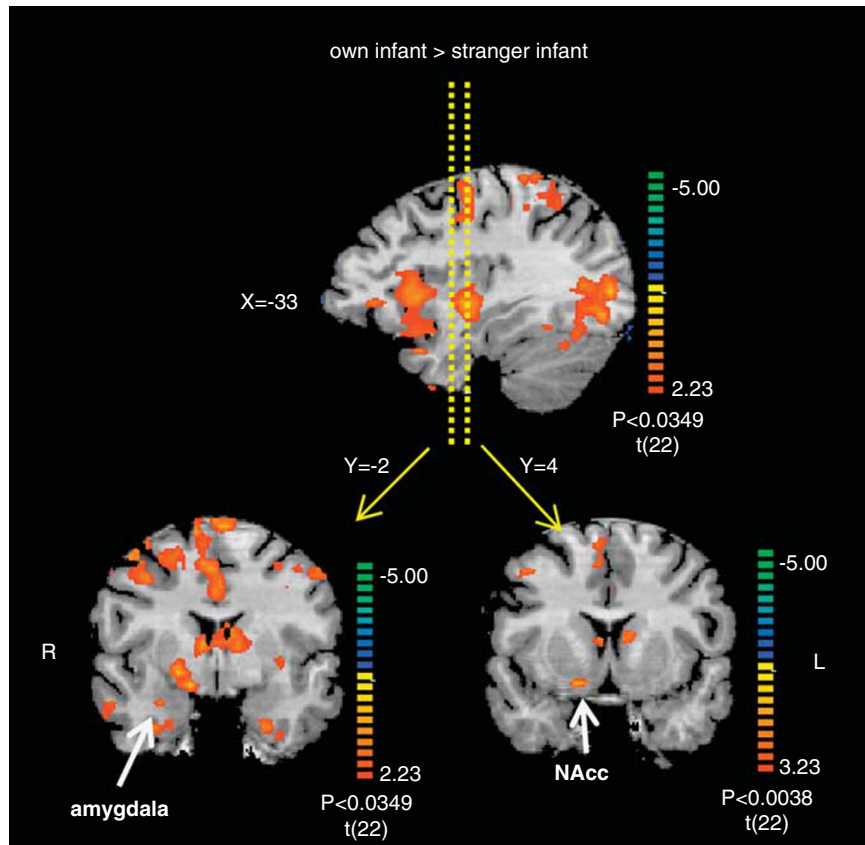 own infant > stranger infant
-5.00
X=-33
2.23
P<0.0349
t(22)
Y=-2
Y=4
-5.00
-5.00
R
L
2.23
3.23
amygdala
NAcc
P<0.0349
P<0.0038
t(22)
t(22)